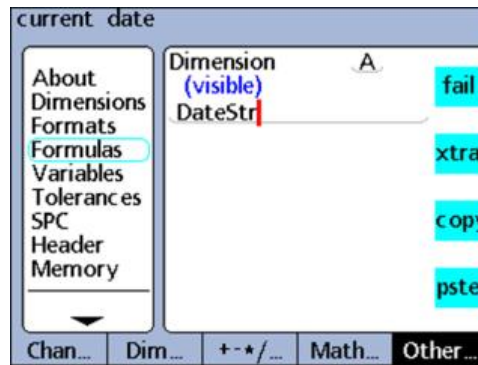 current date
About
Dimensions
Formats
Formulas
Variables
Tolerances
SPC
Header
Memory
Dimension A
(visible)
DateStr
fail
xtra
copy
pste
Chan... Dim... +-*/... Math... Other...